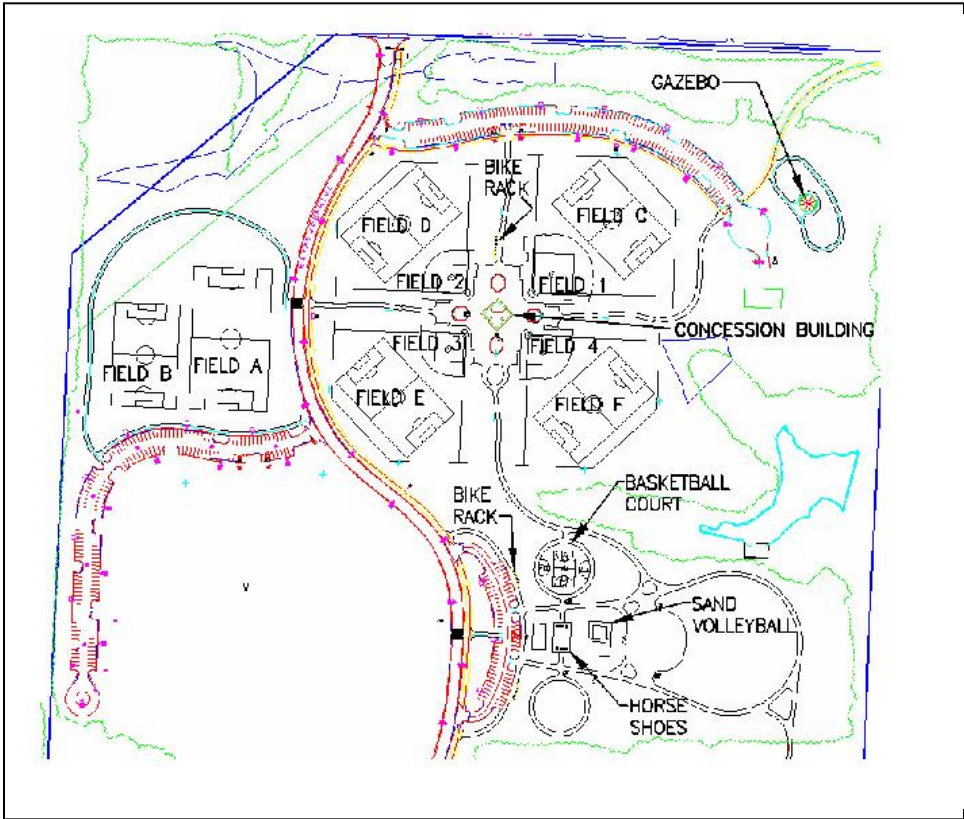 GAZEBO
BIKE
RACK
FIELD D
FIELD C
FIELD 2
FIELD 1
CONCESSION BUILDING
FIELD 3
FIELD 4
FIELD B
FIELD A
FIELD E
FIELD F
BIKE
RACK
BASKETBALL
COURT
SAND
VOLLEYBALL
HORSE
SHOES